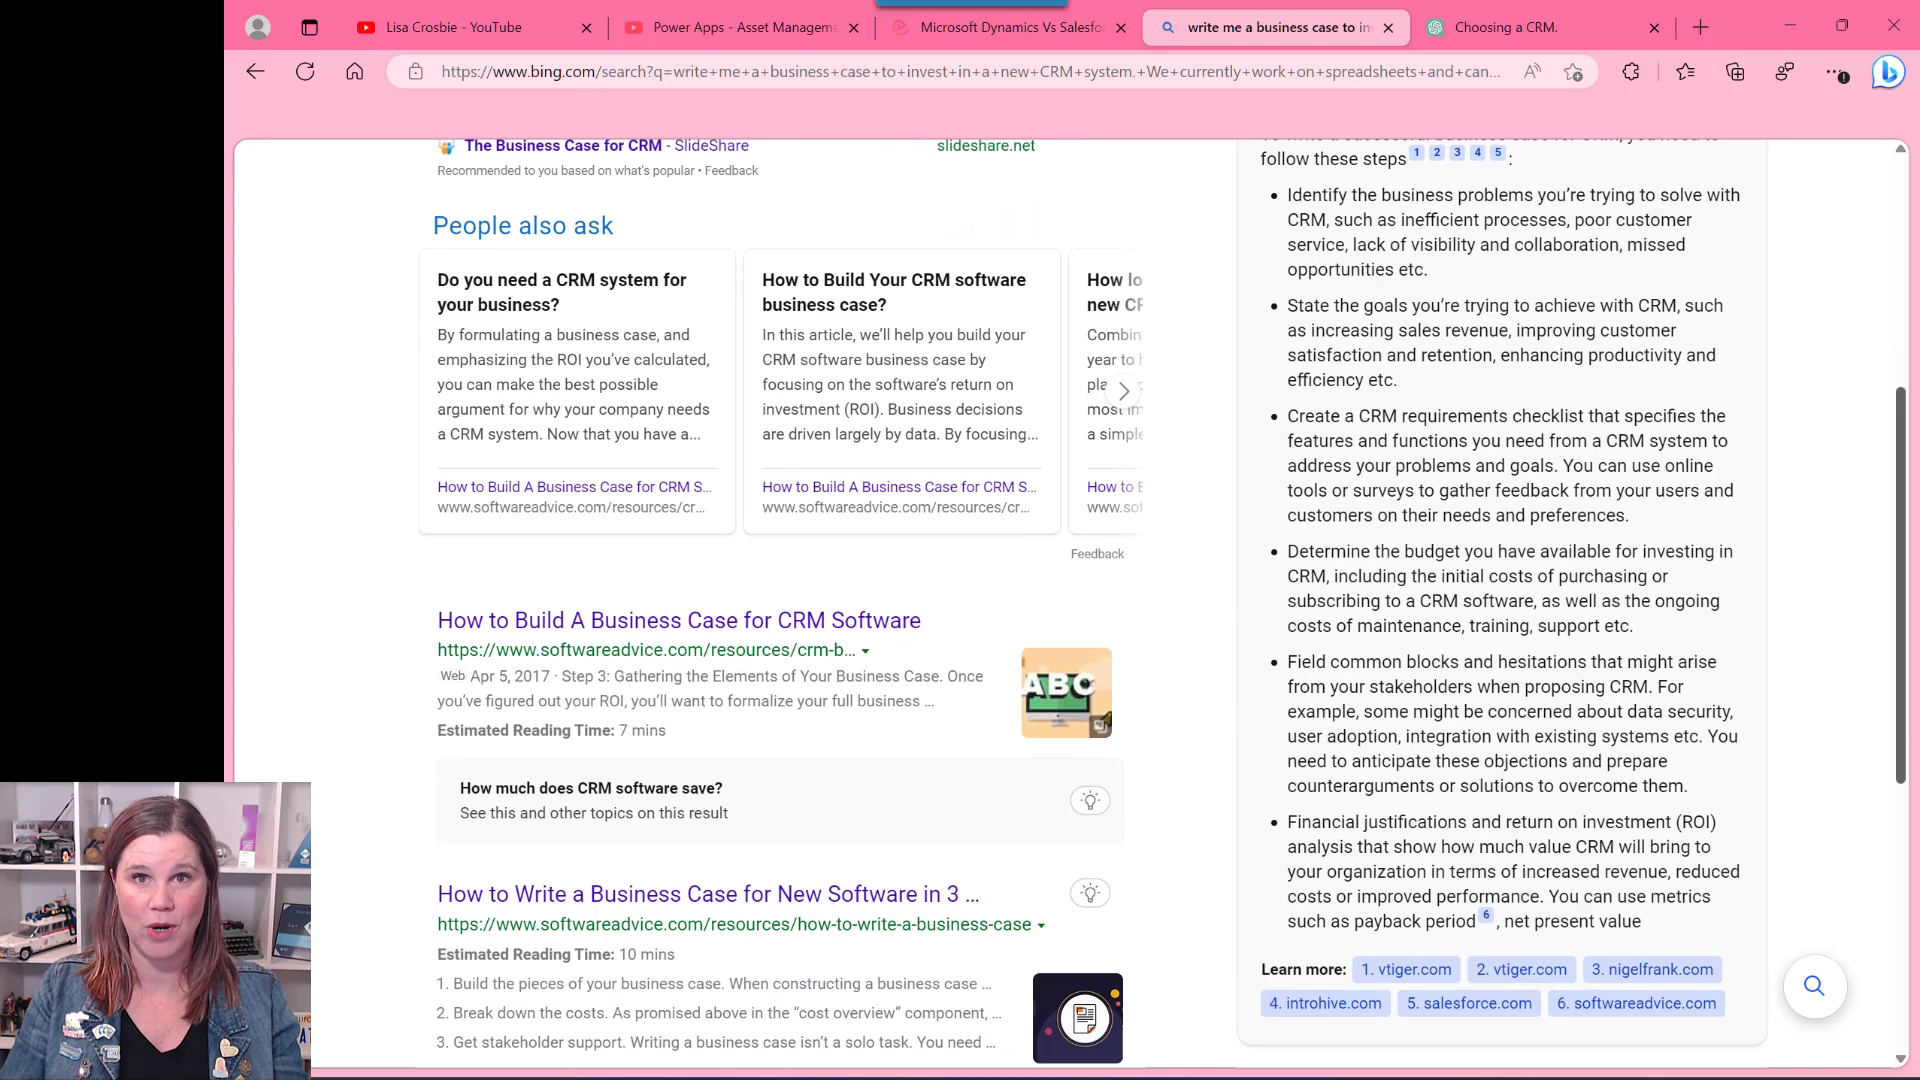 Lisa Crosbie - YouTube
Power Apps - Asset Manageme
Microsoft Dynamics Vs Salesfo
write me a business case to in
Choosing a CRM.
https://www.bing.com/search?q=write+me+a+business+case+to+invest+in+a+new+CRM+system.+We+currently+work+on+spreadsheets+and+can...
The Business Case for CRM - SlideShare
slideshare.net
Recommended to you based on what's popular • Feedback
People also ask
Do you need a CRM system for
your business?
By formulating a business case, and
emphasizing the ROI you've calculated,
you can make the best possible
argument for why your company needs
a CRM system. Now that you have a...
How to Build A Business Case for CRM S...
www.softwareadvice.com/resources/cr...
How to Build Your CRM software
business case?
In this article, we'll help you build your
CRM software business case by
focusing on the software's return on
investment (ROI). Business decisions
are driven largely by data. By focusing...
How to Build A Business Case for CRM S...
www.softwareadvice.com/resources/cr...
How lo
new CR
Combin
year to h
pla
most im
a simple
How to B
www.sof
Feedback
How to Build A Business Case for CRM Software
https://www.softwareadvice.com/resources/crm-b...
Web Apr 5, 2017 · Step 3: Gathering the Elements of Your Business Case. Once
you've figured out your ROI, you'll want to formalize your full business ...
Estimated Reading Time: 7 mins
ABC
How much does CRM software save?
See this and other topics on this result
How to Write a Business Case for New Software in 3 ...
https://www.softwareadvice.com/resources/how-to-write-a-business-case
Estimated Reading Time: 10 mins
1. Build the pieces of your business case. When constructing a business case ...
2. Break down the costs. As promised above in the "cost overview" component, ...
3. Get stakeholder support. Writing a business case isn't a solo task. You need ...
follow these steps 1 2 3 4 5 :
• Identify the business problems you're trying to solve with
CRM, such as inefficient processes, poor customer
service, lack of visibility and collaboration, missed
opportunities etc.
• State the goals you're trying to achieve with CRM, such
as increasing sales revenue, improving customer
satisfaction and retention, enhancing productivity and
efficiency etc.
• Create a CRM requirements checklist that specifies the
features and functions you need from a CRM system to
address your problems and goals. You can use online
tools or surveys to gather feedback from your users and
customers on their needs and preferences.
• Determine the budget you have available for investing in
CRM, including the initial costs of purchasing or
subscribing to a CRM software, as well as the ongoing
costs of maintenance, training, support etc.
• Field common blocks and hesitations that might arise
from your stakeholders when proposing CRM. For
example, some might be concerned about data security,
user adoption, integration with existing systems etc. You
need to anticipate these objections and prepare
counterarguments or solutions to overcome them.
• Financial justifications and return on investment (ROI)
analysis that show how much value CRM will bring to
your organization in terms of increased revenue, reduced
costs or improved performance. You can use metrics
such as payback period 6 , net present value
Learn more: 1. vtiger.com 2. vtiger.com 3. nigelfrank.com
4. introhive.com 5. salesforce.com 6. softwareadvice.com